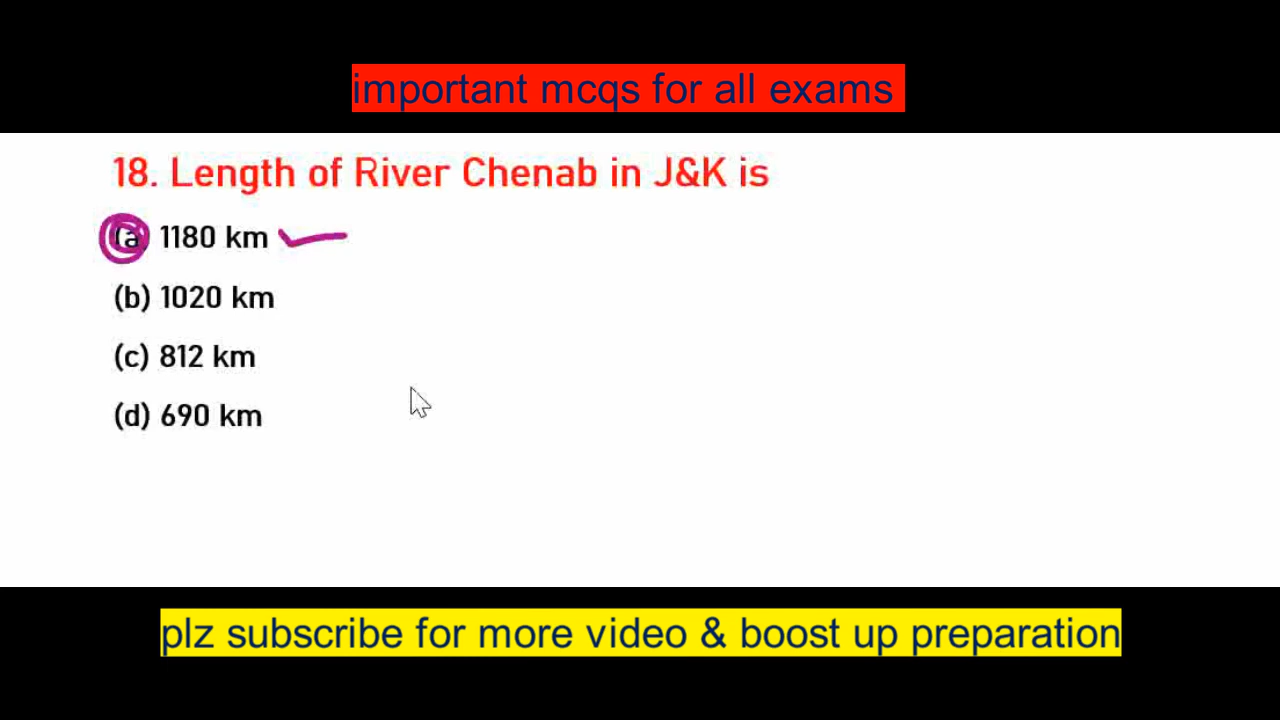 important mcqs for all exams
18. Length of River Chenab in J&K is
(a) 1180 km
(b) 1020 km
(c) 812 km
(d) 690 km
plz subscribe for more video & boost up preparation